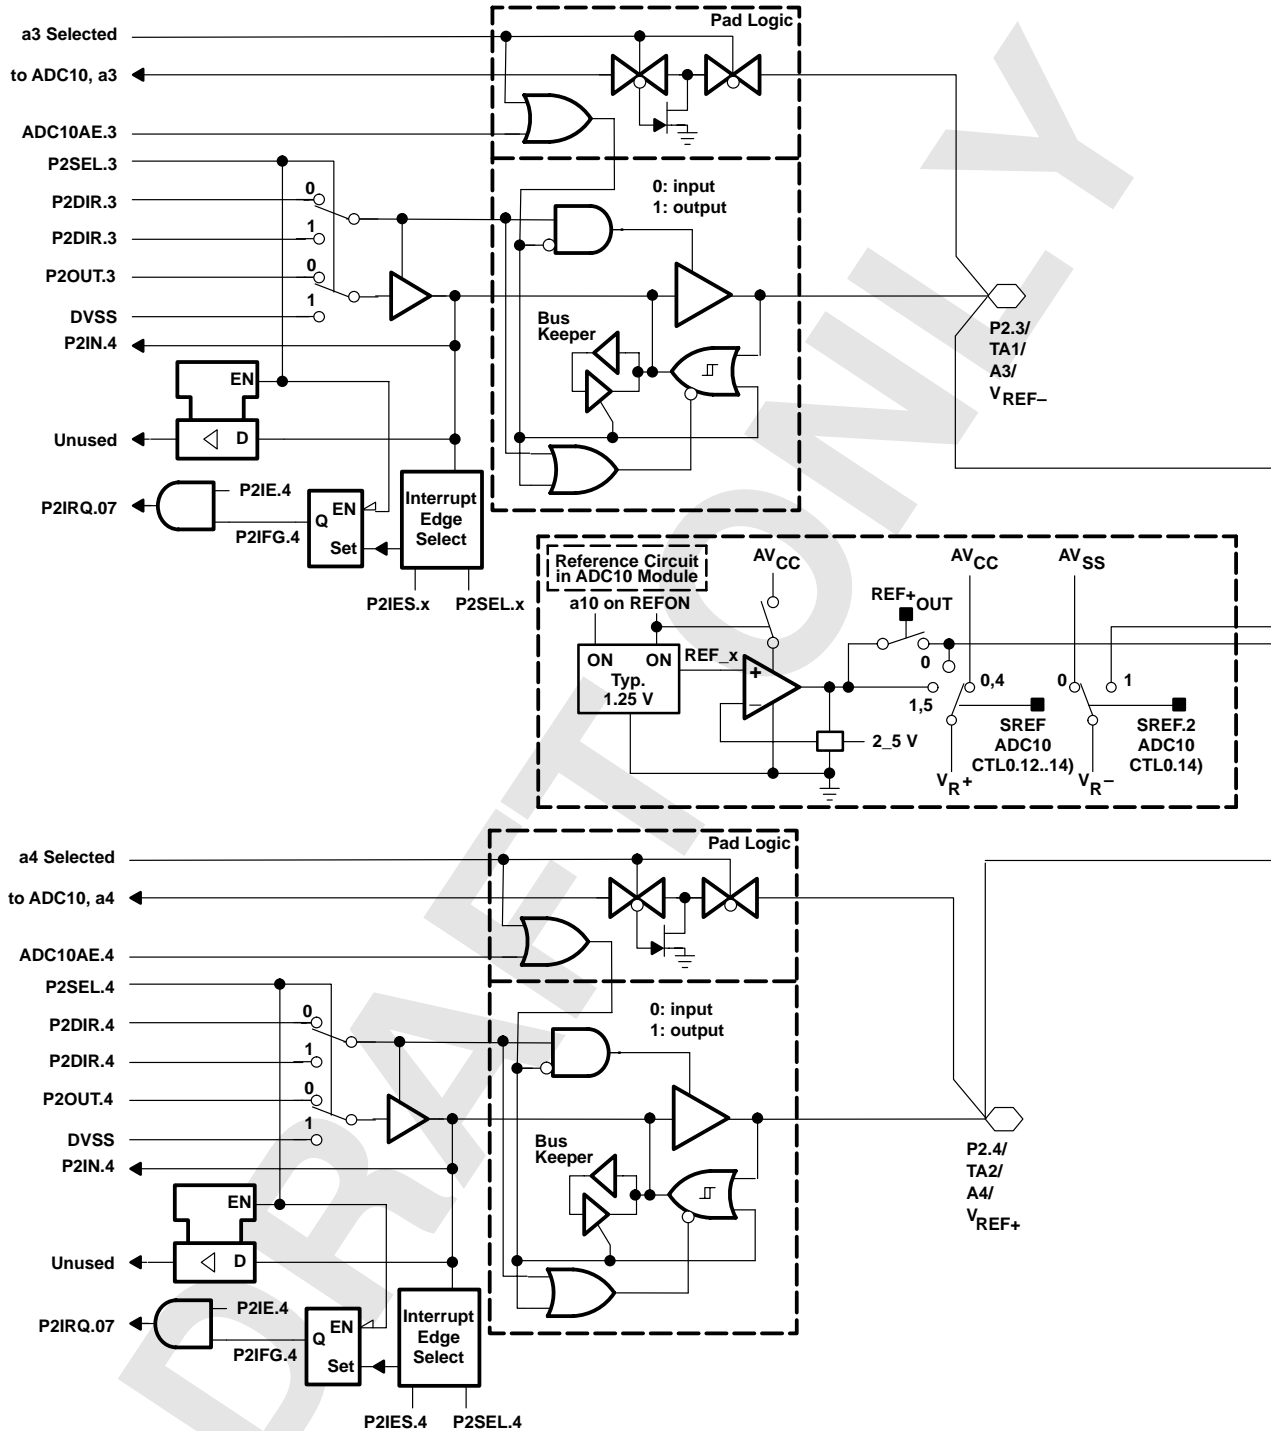 Pad Logic
a3 Selected
to ADC10, a3
ADC10AE.3
P2SEL.3
0
P2DIR.3
1
P2DIR.3
0
P2OUT.3
1
DVSS
P2IN.4
0: input
1: output
Bus
Keeper
EN
D
Unused
P2IE.4
P2IRQ.07
P2IFG.4
Q
EN
Set
Interrupt
Edge
Select
P2IES.x
P2SEL.x
P2.3/
TA1/
A3/
VREF–
Reference Circuit
in ADC10 Module
a10 on REFON
ON
ON
Typ.
1.25 V
REF_x
+
–
AVCC
AVCC
AVSS
REF+OUT
0
1,5
0,4
0
1
2_5 V
SREF
ADC10
CTL0.12..14)
SREF.2
ADC10
CTL0.14)
VR+
VR–
Pad Logic
a4 Selected
to ADC10, a4
ADC10AE.4
P2SEL.4
0
P2DIR.4
1
P2DIR.4
0
P2OUT.4
1
DVSS
P2IN.4
0: input
1: output
Bus
Keeper
EN
D
Unused
P2IE.4
P2IRQ.07
P2IFG.4
Q
EN
Set
Interrupt
Edge
Select
P2IES.4
P2SEL.4
P2.4/
TA2/
A4/
VREF+
DRAFT ONLY